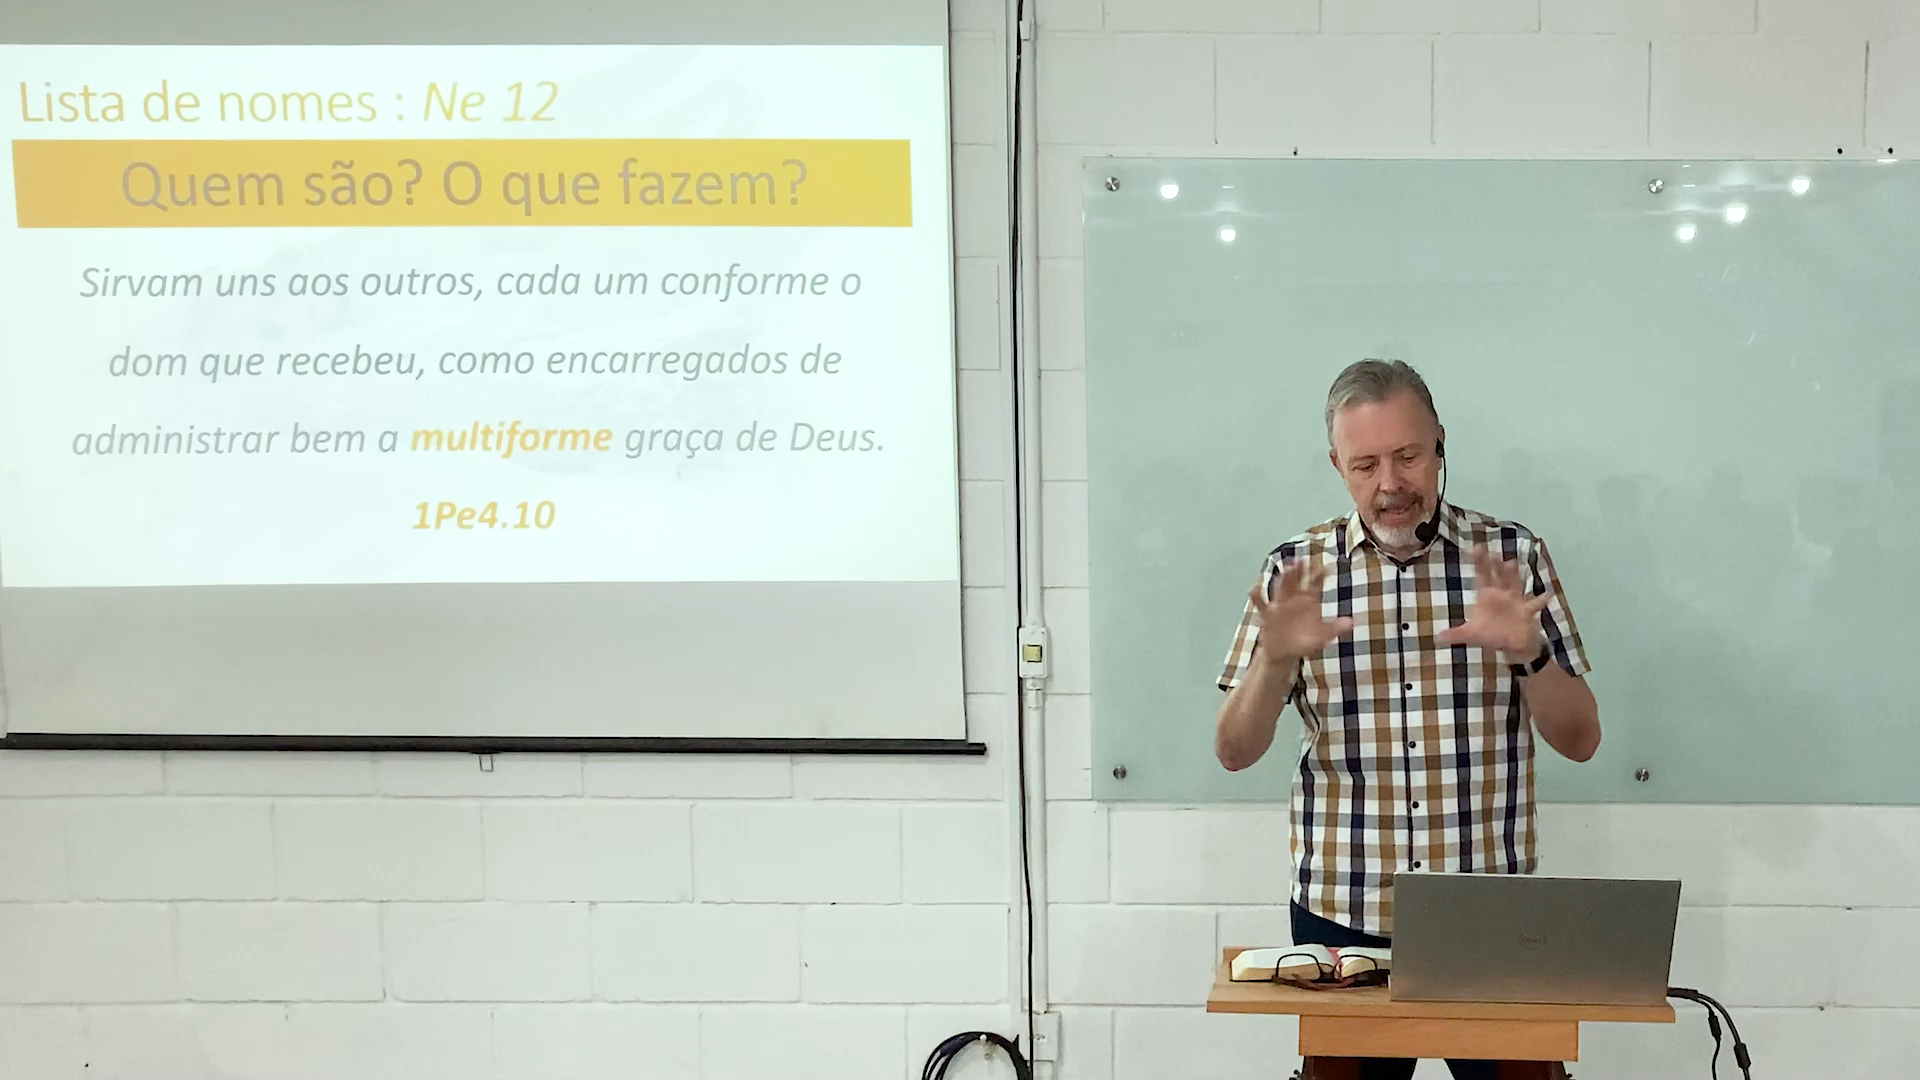 Lista de nomes : Ne 12
Quem são? O que fazem?
Sirvam uns aos outros, cada um conforme o
dom que recebeu, como encarregados de
administrar bem a multiforme graça de Deus.
1Pe4.10